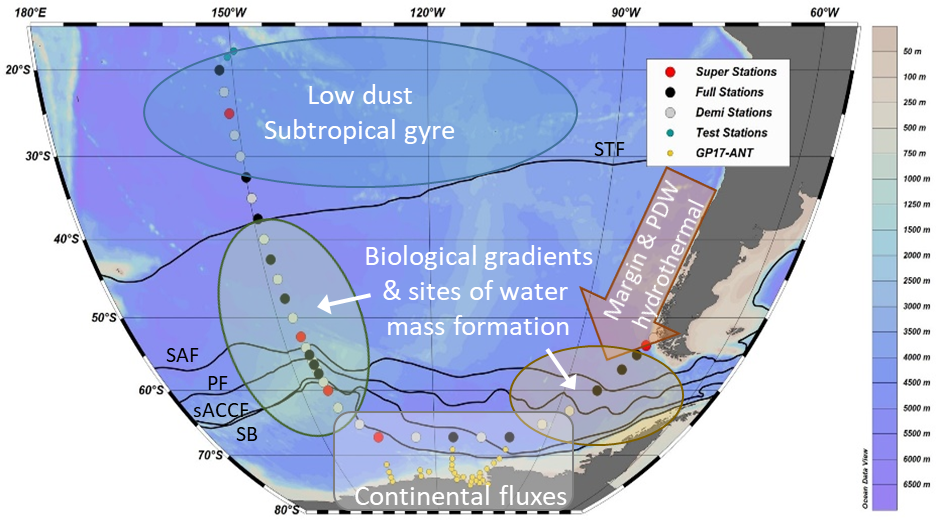 180°E 150°W 120°W 90°W 60°W
20°S
30°S
40°S
50°S
60°S
70°S
80°S
Low dust
Subtropical gyre
STF
Super Stations
Full Stations
Demi Stations
Test Stations
GP17-ANT
Margin & PDW
hydrothermal
Biological gradients
& sites of water
mass formation
SAF
PF
sACCF
SB
Continental fluxes
50 m
100 m
250 m
500 m
750 m
1000 m
1250 m
1500 m
2000 m
2500 m
3000 m
3500 m
4000 m
4500 m
5000 m
5500 m
6000 m
6500 m
Ocean Data View